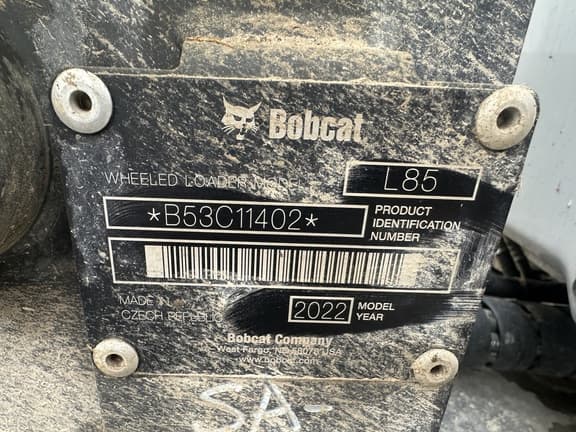 Bobcat
WHEELED LOADER MODEL L85
*B53C11402* PRODUCT IDENTIFICATION NUMBER
MADE IN CZECH REPUBLIC 2022 MODEL YEAR
Bobcat Company
West Fargo, ND 58078 USA
www.bobcat.com
SA-